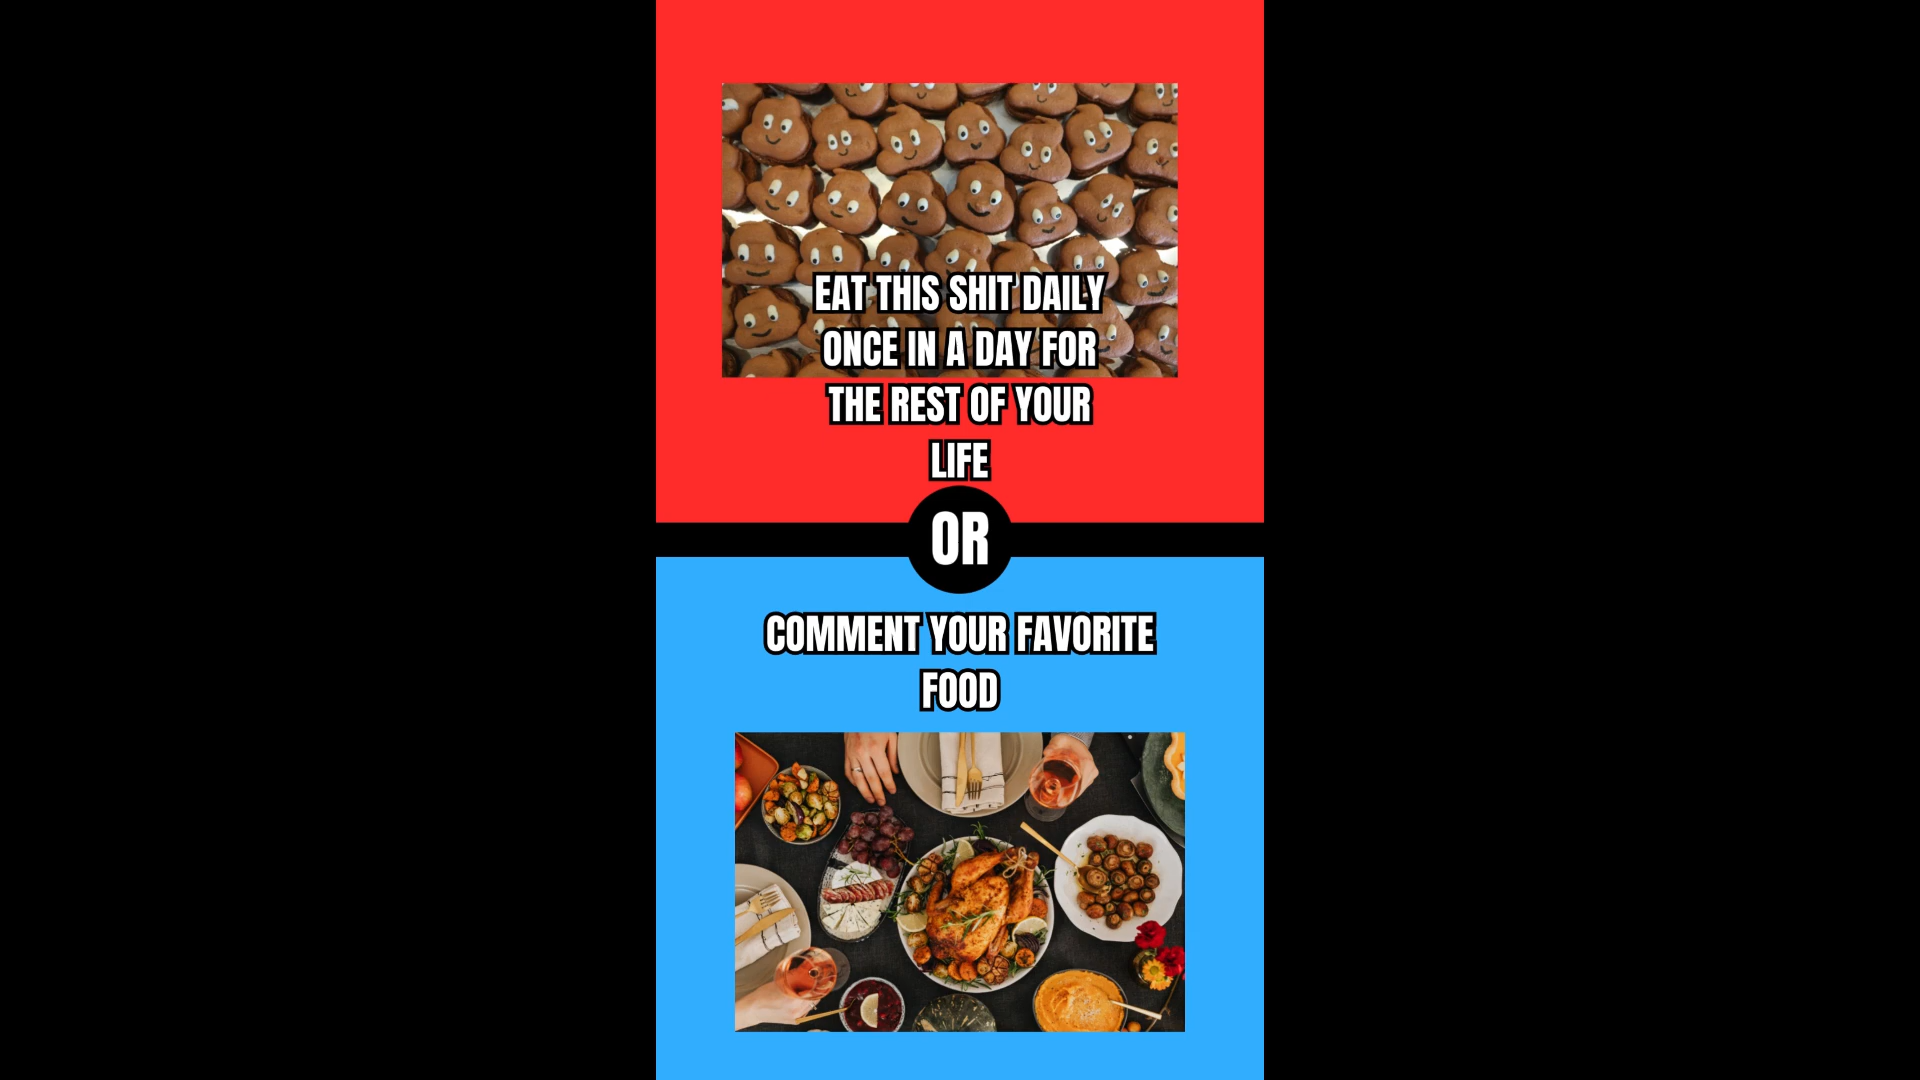 EAT THIS SHIT DAILY
ONCE IN A DAY FOR
THE REST OF YOUR
LIFE
OR
COMMENT YOUR FAVORITE
FOOD